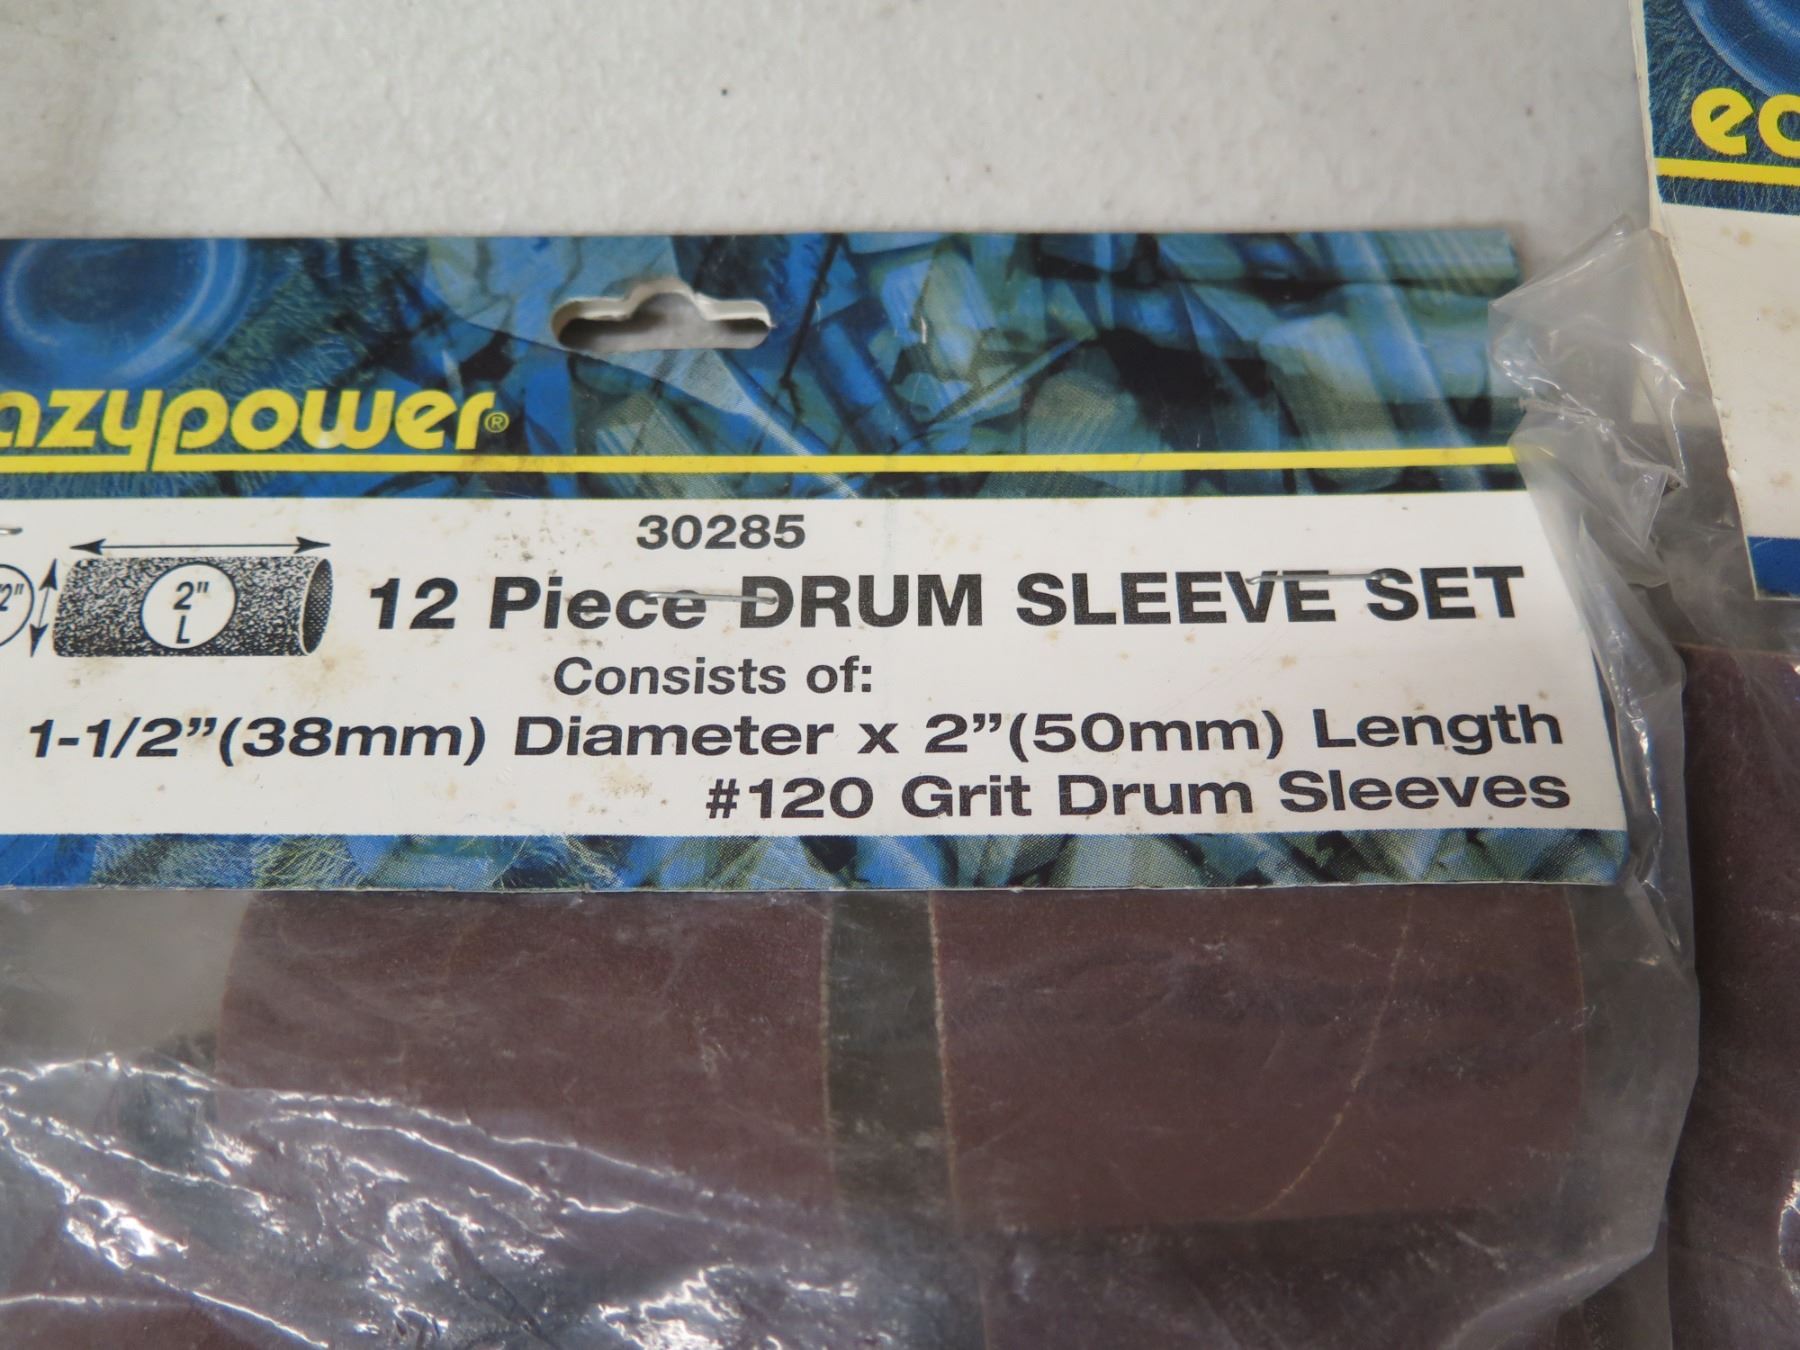 azypower®
30285
2"
L
12 Piece DRUM SLEEVE SET
Consists of:
1-1/2”(38mm) Diameter x 2”(50mm) Length
#120 Grit Drum Sleeves